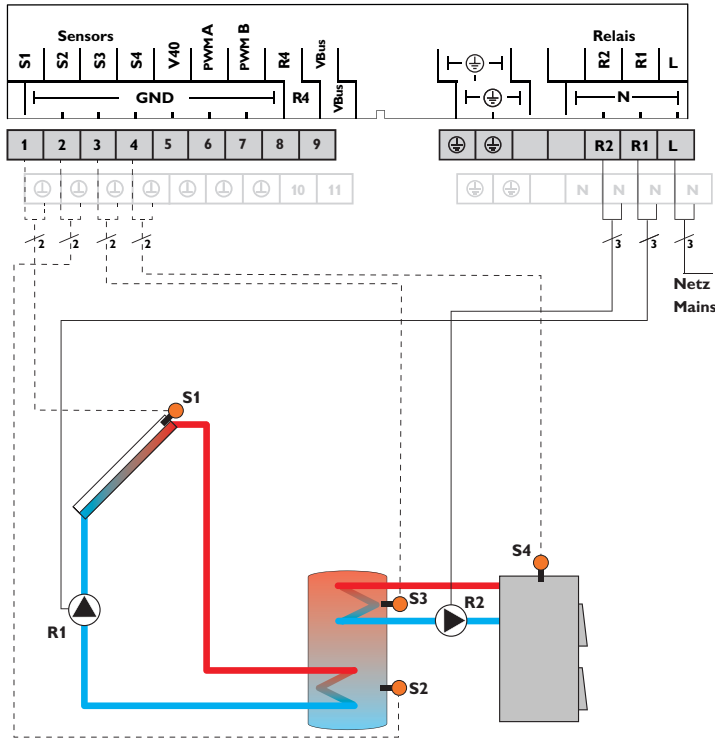 Sensors
Relais
S1 S2 S3 S4 V40 PWM A PWM B R4 VBus
R2 R1 L
GND R4 VBus
N
1 2 3 4 5 6 7 8 9
R2 R1 L
10 11
N N N N
2 2 2 2
3 3 3
Netz
Mains
S1
S4
S3
R2
R1
S2